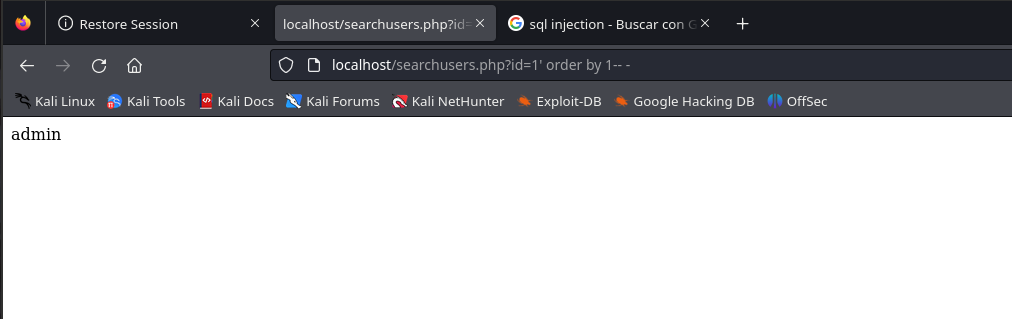 Restore Session
localhost/searchusers.php?id=
sql injection - Buscar con G
localhost/searchusers.php?id=1' order by 1-- -
Kali Linux
Kali Tools
Kali Docs
Kali Forums
Kali NetHunter
Exploit-DB
Google Hacking DB
OffSec
admin